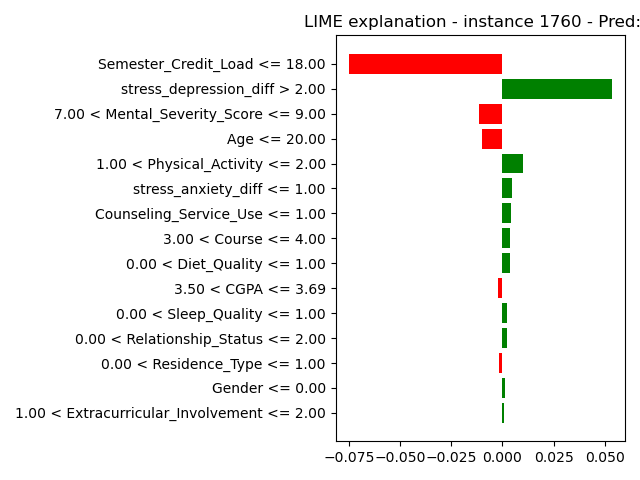 LIME explanation - instance 1760 - Pred:
Semester_Credit_Load <= 18.00
stress_depression_diff > 2.00
7.00 < Mental_Severity_Score <= 9.00
Age <= 20.00
1.00 < Physical_Activity <= 2.00
stress_anxiety_diff <= 1.00
Counseling_Service_Use <= 1.00
3.00 < Course <= 4.00
0.00 < Diet_Quality <= 1.00
3.50 < CGPA <= 3.69
0.00 < Sleep_Quality <= 1.00
0.00 < Relationship_Status <= 2.00
0.00 < Residence_Type <= 1.00
Gender <= 0.00
1.00 < Extracurricular_Involvement <= 2.00
−0.075 −0.050 −0.025 0.000 0.025 0.050